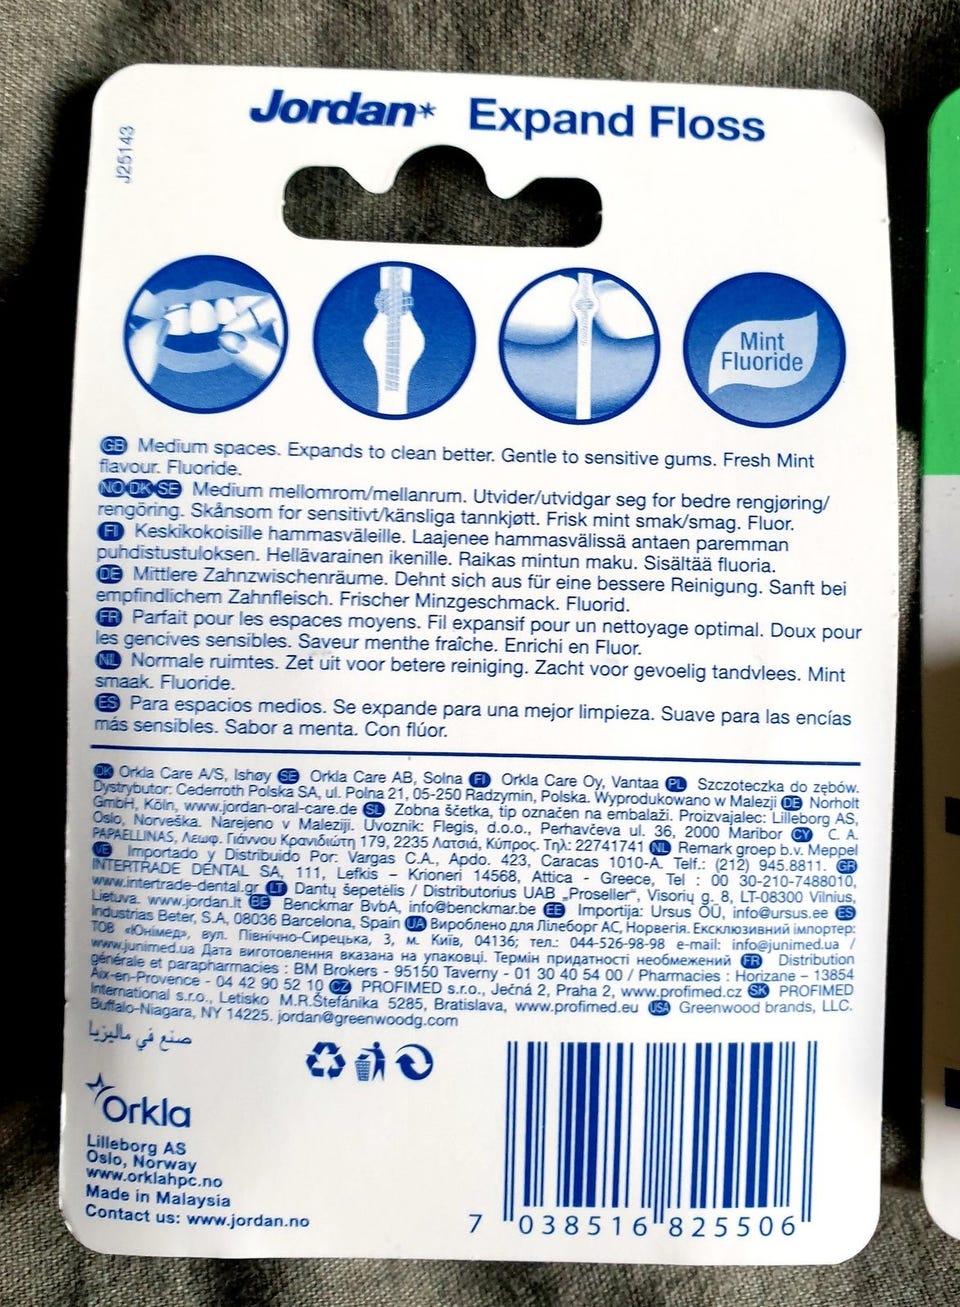 Jordan* Expand Floss
J25143
Mint
Fluoride
GB Medium spaces. Expands to clean better. Gentle to sensitive gums. Fresh Mint
flavour. Fluoride.
NO DK SE Medium mellomrom/mellanrum. Utvider/utvidgar seg for bedre rengjøring/
rengöring. Skånsom for sensitivt/känsliga tannkjøtt. Frisk mint smak/smag. Fluor.
FI Keskikokoisille hammasväleille. Laajenee hammasvälissä antaen paremman
puhdistustuloksen. Hellävarainen ikenille. Raikas mintun maku. Sisältää fluoria.
DE Mittlere Zahnzwischenräume. Dehnt sich aus für eine bessere Reinigung. Sanft bei
empfindlichem Zahnfleisch. Frischer Minzgeschmack. Fluorid.
FR Parfait pour les espaces moyens. Fil expansif pour un nettoyage optimal. Doux pour
les gencives sensibles. Saveur menthe fraîche. Enrichi en Fluor.
NL Normale ruimtes. Zet uit voor betere reiniging. Zacht voor gevoelig tandvlees. Mint
smaak. Fluoride.
ES Para espacios medios. Se expande para una mejor limpieza. Suave para las encías
más sensibles. Sabor a menta. Con flúor.
DK Orkla Care A/S, Ishøy SE Orkla Care AB, Solna FI Orkla Care Oy, Vantaa PL Szczoteczka do zębów.
Dystrybutor: Cederroth Polska SA, ul. Polna 21, 05-250 Radzymin, Polska. Wyprodukowano w Malezji DE Norholt
GmbH, Köln, www.jordan-oral-care.de SL Zobna ščetka, tip označen na embalaži. Proizvajalec: Lilleborg AS,
Oslo, Norveška. Narejeno v Maleziji. Uvoznik: Flegis, d.o.o., Perhavčeva ul. 36, 2000 Maribor CY C. A.
PAPAELLINAS, Λεωφ. Γιάννου Κρανιδιώτη 179, 2235 Λατσιά, Κύπρος. Τηλ: 22741741 NL Remark groep b.v. Meppel
VE Importado y Distribuido Por: Vargas C.A., Apdo. 423, Caracas 1010-A. Telf.: (212) 945.8811. GR
INTERTRADE DENTAL SA, 111, Lefkis – Krioneri 14568, Attica - Greece, Tel : 00 30-210-7488010,
www.intertrade-dental.gr LT Dantų šepetėlis / Distributorius UAB „Proseller“, Visorių g. 8, LT-08300 Vilnius,
Lietuva. www.jordan.lt BE Benckmar BvbA, info@benckmar.be EE Importija: Ursus OÜ, info@ursus.ee ES
Industrias Beter, S.A, 08036 Barcelona, Spain UA Вироблено для Лілеборг АС, Норвегія. Ексклюзивний імпортер:
ТОВ «Юнімед», вул. Північно-Сирецька, 3, м. Київ, 04136; тел.: 044-526-98-98 e-mail: info@junimed.ua /
www.junimed.ua Дата виготовлення вказана на упаковці. Термін придатності необмежений FR Distribution
générale et parapharmacies : BM Brokers - 95150 Taverny - 01 30 40 54 00 / Pharmacies : Horizane – 13854
Aix-en-Provence - 04 42 90 52 10 CZ PROFIMED s.r.o., Ječná 2, Praha 2, www.profimed.cz SK PROFIMED
International s.r.o., Letisko M.R.Štefánika 5285, Bratislava, www.profimed.eu USA Greenwood brands, LLC.
Buffalo-Niagara, NY 14225. jordan@greenwoodg.com
صنع في ماليزيا
Orkla
Lilleborg AS
Oslo, Norway
www.orklahpc.no
Made in Malaysia
Contact us: www.jordan.no
7 038516 825506